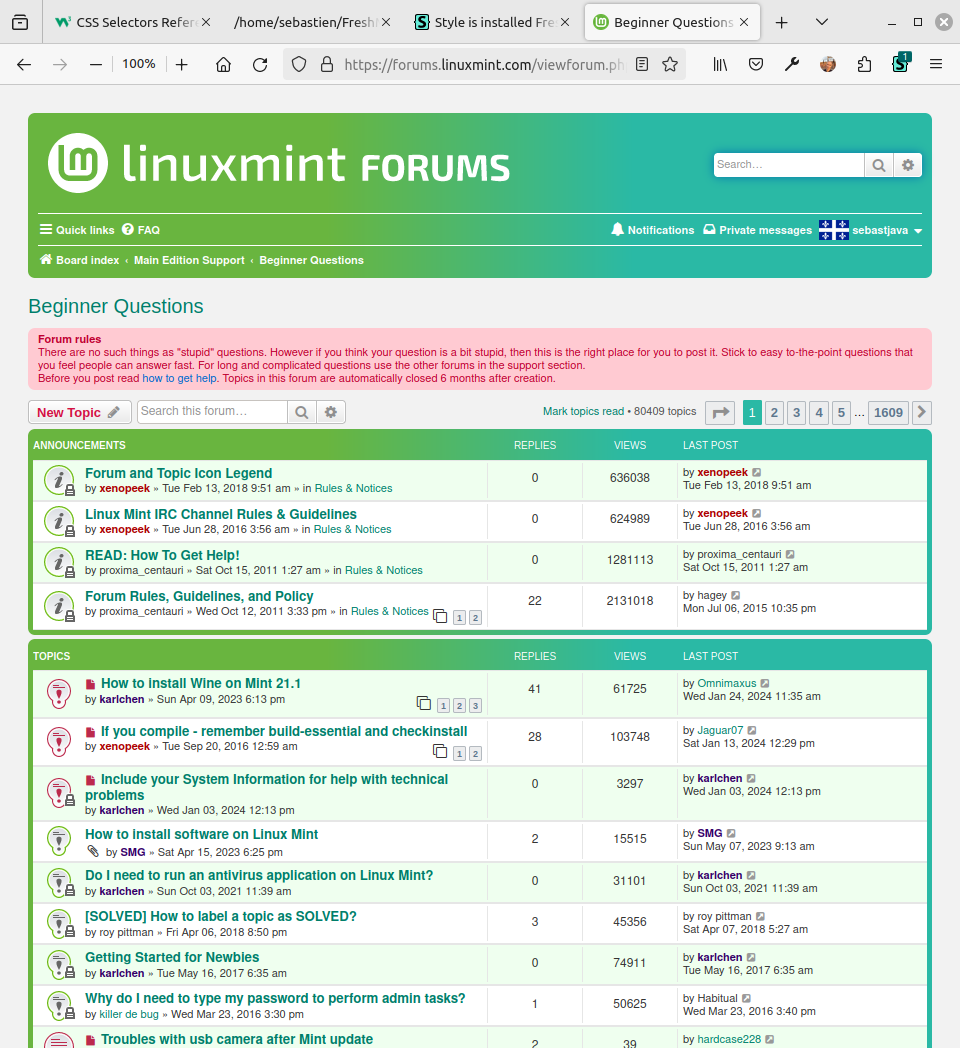 CSS Selectors Refer
/home/sebastien/Fresh
Style is installed Fre
Beginner Questions
100%
https://forums.linuxmint.com/viewforum.ph
1
linuxmint FORUMS
Search…
Quick links FAQ
Notifications Private messages sebastjava
Board index ‹ Main Edition Support ‹ Beginner Questions
Beginner Questions
Forum rules
There are no such things as "stupid" questions. However if you think your question is a bit stupid, then this is the right place for you to post it. Stick to easy to-the-point questions that
you feel people can answer fast. For long and complicated questions use the other forums in the support section.
Before you post read how to get help. Topics in this forum are automatically closed 6 months after creation.
New Topic Search this forum… Mark topics read • 80409 topics 1 2 3 4 5 … 1609
ANNOUNCEMENTS REPLIES VIEWS LAST POST
Forum and Topic Icon Legend 0 636038 by xenopeek
by xenopeek » Tue Feb 13, 2018 9:51 am » in Rules & Notices Tue Feb 13, 2018 9:51 am
Linux Mint IRC Channel Rules & Guidelines 0 624989 by xenopeek
by xenopeek » Tue Jun 28, 2016 3:56 am » in Rules & Notices Tue Jun 28, 2016 3:56 am
READ: How To Get Help! 0 1281113 by proxima_centauri
by proxima_centauri » Sat Oct 15, 2011 1:27 am » in Rules & Notices Sat Oct 15, 2011 1:27 am
Forum Rules, Guidelines, and Policy 22 2131018 by hagey
by proxima_centauri » Wed Oct 12, 2011 3:33 pm » in Rules & Notices 1 2 Mon Jul 06, 2015 10:35 pm
TOPICS REPLIES VIEWS LAST POST
How to install Wine on Mint 21.1 41 61725 by Omnimaxus
by karlchen » Sun Apr 09, 2023 6:13 pm 1 2 3 Wed Jan 24, 2024 11:35 am
If you compile - remember build-essential and checkinstall 28 103748 by Jaguar07
by xenopeek » Tue Sep 20, 2016 12:59 am 1 2 Sat Jan 13, 2024 12:29 pm
Include your System Information for help with technical 0 3297 by karlchen
problems Wed Jan 03, 2024 12:13 pm
by karlchen » Wed Jan 03, 2024 12:13 pm
How to install software on Linux Mint 2 15515 by SMG
by SMG » Sat Apr 15, 2023 6:25 pm Sun May 07, 2023 9:13 am
Do I need to run an antivirus application on Linux Mint? 0 31101 by karlchen
by karlchen » Sun Oct 03, 2021 11:39 am Sun Oct 03, 2021 11:39 am
[SOLVED] How to label a topic as SOLVED? 3 45356 by roy pittman
by roy pittman » Fri Apr 06, 2018 8:50 pm Sat Apr 07, 2018 5:27 am
Getting Started for Newbies 0 74911 by karlchen
by karlchen » Tue May 16, 2017 6:35 am Tue May 16, 2017 6:35 am
Why do I need to type my password to perform admin tasks? 1 50625 by Habitual
by killer de bug » Wed Mar 23, 2016 3:30 pm Wed Mar 23, 2016 3:40 pm
Troubles with usb camera after Mint update 2 39 by hardcase228